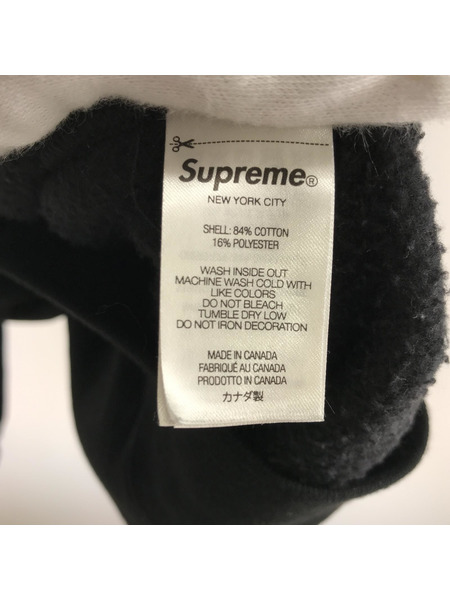 Supreme®
NEW YORK CITY
SHELL: 84% COTTON
16% POLYESTER
WASH INSIDE OUT
MACHINE WASH COLD WITH
LIKE COLORS
DO NOT BLEACH
TUMBLE DRY LOW
DO NOT IRON DECORATION
MADE IN CANADA
FABRIQUÉ AU CANADA
PRODOTTO IN CANADA
カナダ製